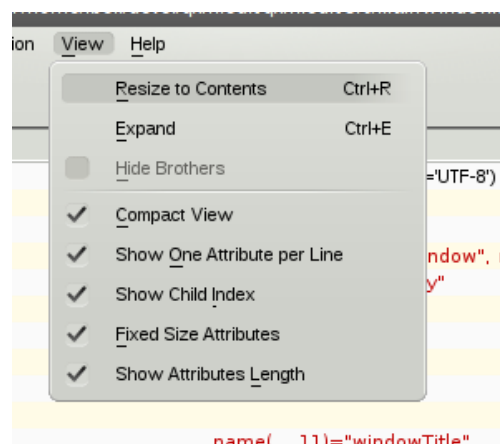 ion View Help
Resize to Contents Ctrl+R
Expand Ctrl+E
Hide Brothers
='UTF-8')
Compact View
Show One Attribute per Line
ndow",
y"
Show Child Index
Fixed Size Attributes
Show Attributes Length
name( 11)="windowTitle"